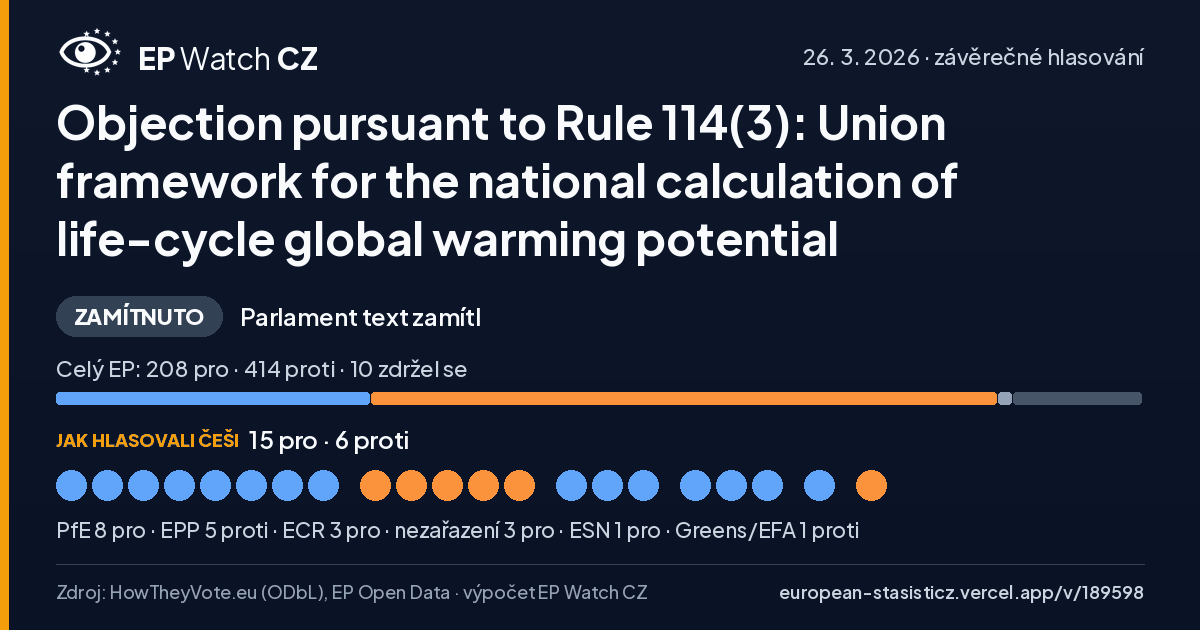 EP Watch CZ
26. 3. 2026 · závěrečné hlasování
Objection pursuant to Rule 114(3): Union
framework for the national calculation of
life-cycle global warming potential
ZAMÍTNUTO Parlament text zamítl
Celý EP: 208 pro · 414 proti · 10 zdržel se
JAK HLASOVALI ČEŠI 15 pro · 6 proti
PfE 8 pro · EPP 5 proti · ECR 3 pro · nezařazení 3 pro · ESN 1 pro · Greens/EFA 1 proti
Zdroj: HowTheyVote.eu (ODbL), EP Open Data · výpočet EP Watch CZ
european-stasisticz.vercel.app/v/189598